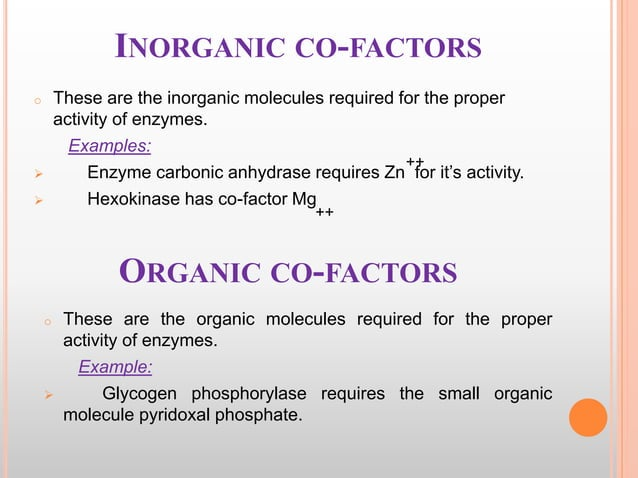 INORGANIC CO-FACTORS
o These are the inorganic molecules required for the proper
activity of enzymes.
Examples:
➢ Enzyme carbonic anhydrase requires Zn++ for it’s activity.
➢ Hexokinase has co-factor Mg++
ORGANIC CO-FACTORS
o These are the organic molecules required for the proper
activity of enzymes.
Example:
➢ Glycogen phosphorylase requires the small organic
molecule pyridoxal phosphate.